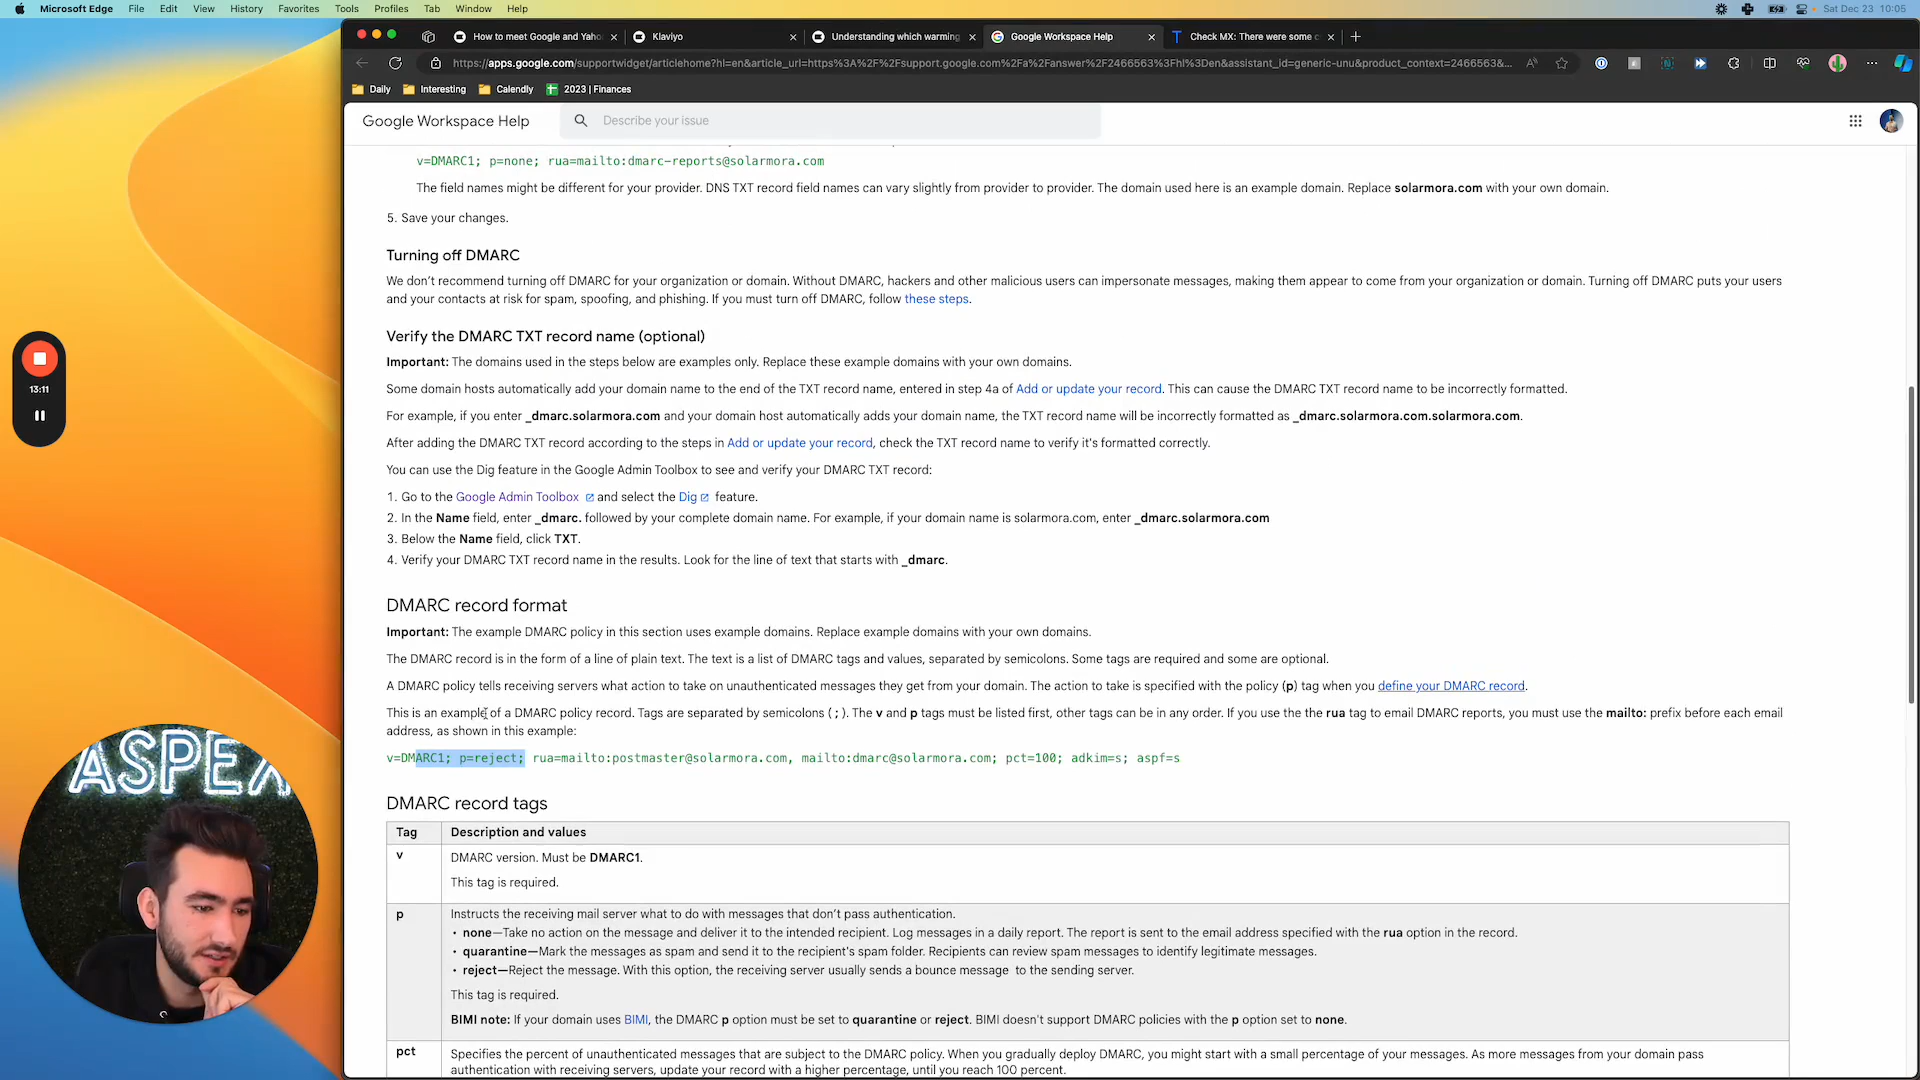 Microsoft Edge File Edit View History Favorites Tools Profiles Tab Window Help
Sat Dec 23 10:05
How to meet Google and Yaho
Klaviyo
Understanding which warming
Google Workspace Help
Check MX: There were some c
https://apps.google.com/supportwidget/articlehome?hl=en&article_url=https%3A%2F%2Fsupport.google.com%2Fa%2Fanswer%2F2466563%3Fhl%3Den&assistant_id=generic-unu&product_context=2466563&...
Daily Interesting Calendly 2023 | Finances
Google Workspace Help
Describe your issue
v=DMARC1; p=none; rua=mailto:dmarc-reports@solarmora.com
The field names might be different for your provider. DNS TXT record field names can vary slightly from provider to provider. The domain used here is an example domain. Replace solarmora.com with your own domain.
5. Save your changes.
Turning off DMARC
We don't recommend turning off DMARC for your organization or domain. Without DMARC, hackers and other malicious users can impersonate messages, making them appear to come from your organization or domain. Turning off DMARC puts your users
and your contacts at risk for spam, spoofing, and phishing. If you must turn off DMARC, follow these steps.
Verify the DMARC TXT record name (optional)
Important: The domains used in the steps below are examples only. Replace these example domains with your own domains.
Some domain hosts automatically add your domain name to the end of the TXT record name, entered in step 4a of Add or update your record. This can cause the DMARC TXT record name to be incorrectly formatted.
For example, if you enter _dmarc.solarmora.com and your domain host automatically adds your domain name, the TXT record name will be incorrectly formatted as _dmarc.solarmora.com.solarmora.com.
After adding the DMARC TXT record according to the steps in Add or update your record, check the TXT record name to verify it's formatted correctly.
You can use the Dig feature in the Google Admin Toolbox to see and verify your DMARC TXT record:
1. Go to the Google Admin Toolbox and select the Dig feature.
2. In the Name field, enter _dmarc. followed by your complete domain name. For example, if your domain name is solarmora.com, enter _dmarc.solarmora.com
3. Below the Name field, click TXT.
4. Verify your DMARC TXT record name in the results. Look for the line of text that starts with _dmarc.
DMARC record format
Important: The example DMARC policy in this section uses example domains. Replace example domains with your own domains.
The DMARC record is in the form of a line of plain text. The text is a list of DMARC tags and values, separated by semicolons. Some tags are required and some are optional.
A DMARC policy tells receiving servers what action to take on unauthenticated messages they get from your domain. The action to take is specified with the policy (p) tag when you define your DMARC record.
This is an example of a DMARC policy record. Tags are separated by semicolons (;). The v and p tags must be listed first, other tags can be in any order. If you use the the rua tag to email DMARC reports, you must use the mailto: prefix before each email
address, as shown in this example:
v=DMARC1; p=reject; rua=mailto:postmaster@solarmora.com, mailto:dmarc@solarmora.com; pct=100; adkim=s; aspf=s
DMARC record tags
Tag Description and values
v DMARC version. Must be DMARC1.
This tag is required.
p Instructs the receiving mail server what to do with messages that don't pass authentication.
• none—Take no action on the message and deliver it to the intended recipient. Log messages in a daily report. The report is sent to the email address specified with the rua option in the record.
• quarantine—Mark the messages as spam and send it to the recipient's spam folder. Recipients can review spam messages to identify legitimate messages.
• reject—Reject the message. With this option, the receiving server usually sends a bounce message to the sending server.
This tag is required.
BIMI note: If your domain uses BIMI, the DMARC p option must be set to quarantine or reject. BIMI doesn't support DMARC policies with the p option set to none.
pct Specifies the percent of unauthenticated messages that are subject to the DMARC policy. When you gradually deploy DMARC, you might start with a small percentage of your messages. As more messages from your domain pass
authentication with receiving servers, update your record with a higher percentage, until you reach 100 percent.
13:11
ASPEX